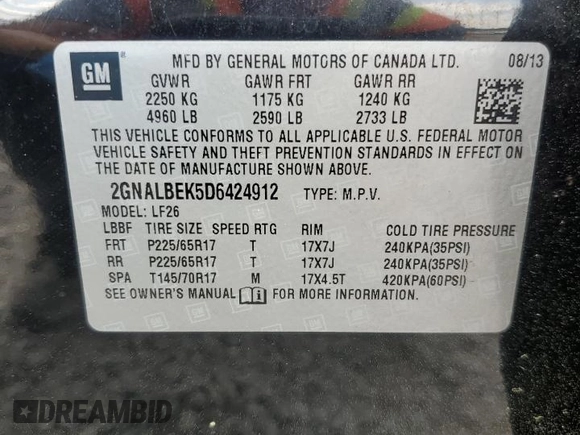 GM
MFD BY GENERAL MOTORS OF CANADA LTD. 08/13
GVWR GAWR FRT GAWR RR
2250 KG 1175 KG 1240 KG
4960 LB 2590 LB 2733 LB
THIS VEHICLE CONFORMS TO ALL APPLICABLE U.S. FEDERAL MOTOR
VEHICLE SAFETY AND THEFT PREVENTION STANDARDS IN EFFECT ON
THE DATE OF MANUFACTURE SHOWN ABOVE.
2GNALBEK5D6424912 TYPE: M.P.V.
MODEL: LF26
LBBF TIRE SIZE SPEED RTG RIM COLD TIRE PRESSURE
FRT P225/65R17 T 17X7J 240KPA(35PSI)
RR P225/65R17 T 17X7J 240KPA(35PSI)
SPA T145/70R17 M 17X4.5T 420KPA(60PSI)
SEE OWNER'S MANUAL FOR MORE INFORMATION.
DREAMBID